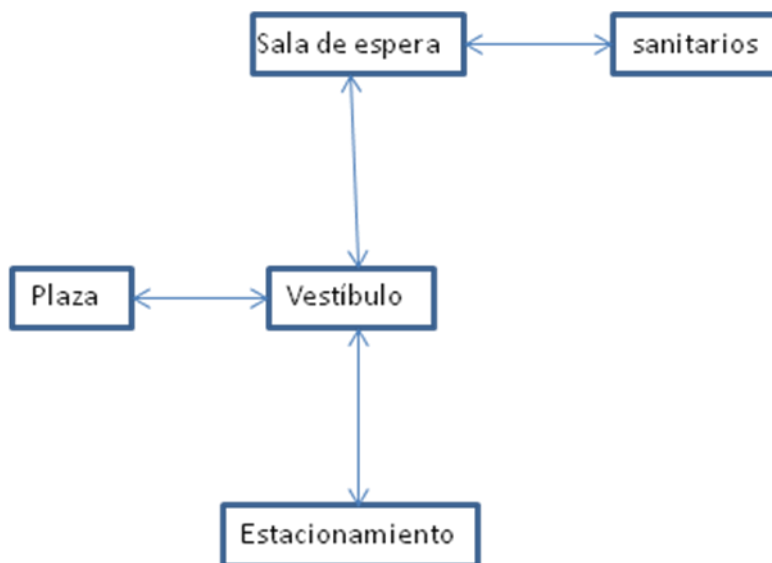 Sala de espera
sanitarios
Plaza
Vestíbulo
Estacionamiento